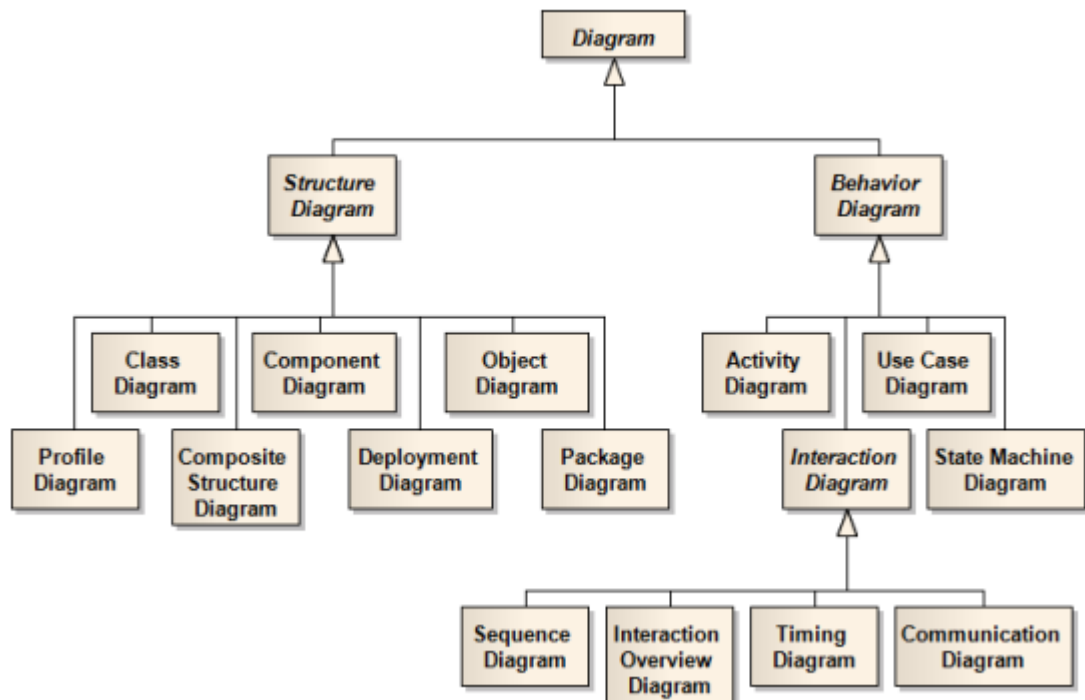 Diagram
Structure
Diagram
Behavior
Diagram
Class
Diagram
Component
Diagram
Object
Diagram
Activity
Diagram
Use Case
Diagram
Profile
Diagram
Composite
Structure
Diagram
Deployment
Diagram
Package
Diagram
Interaction
Diagram
State Machine
Diagram
Sequence
Diagram
Interaction
Overview
Diagram
Timing
Diagram
Communication
Diagram